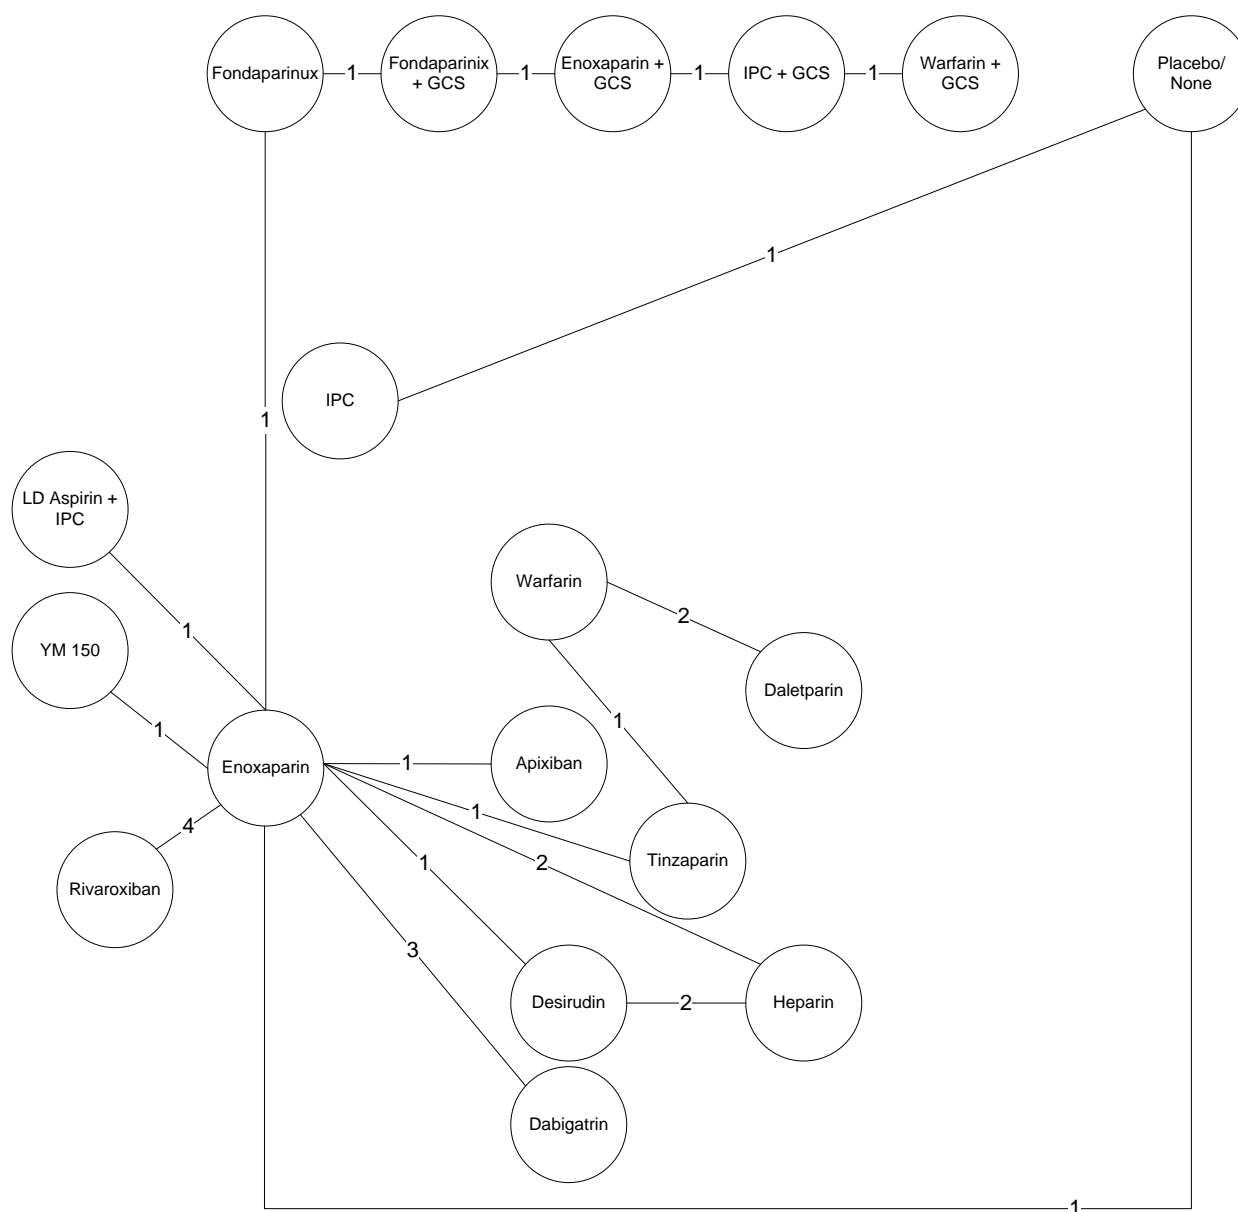 Fondaparinux
1
Fondaparinix
+ GCS
1
Enoxaparin +
GCS
1
IPC + GCS
1
Warfarin +
GCS
Placebo/
None
1
IPC
1
LD Aspirin +
IPC
Warfarin
2
1
YM 150
Daletparin
1
1
Enoxaparin
1
Apixiban
1
4
2
1
Tinzaparin
Rivaroxiban
3
Desirudin
2
Heparin
Dabigatrin
1